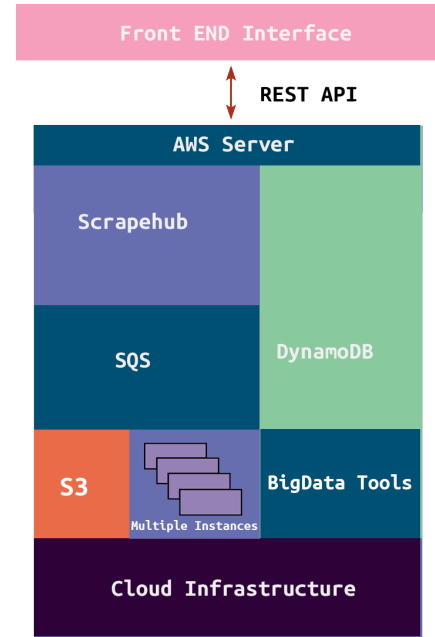 Front END Interface
REST API
AWS Server
Scrapehub
SQS
DynamoDB
S3
Multiple Instances
BigData Tools
Cloud Infrastructure